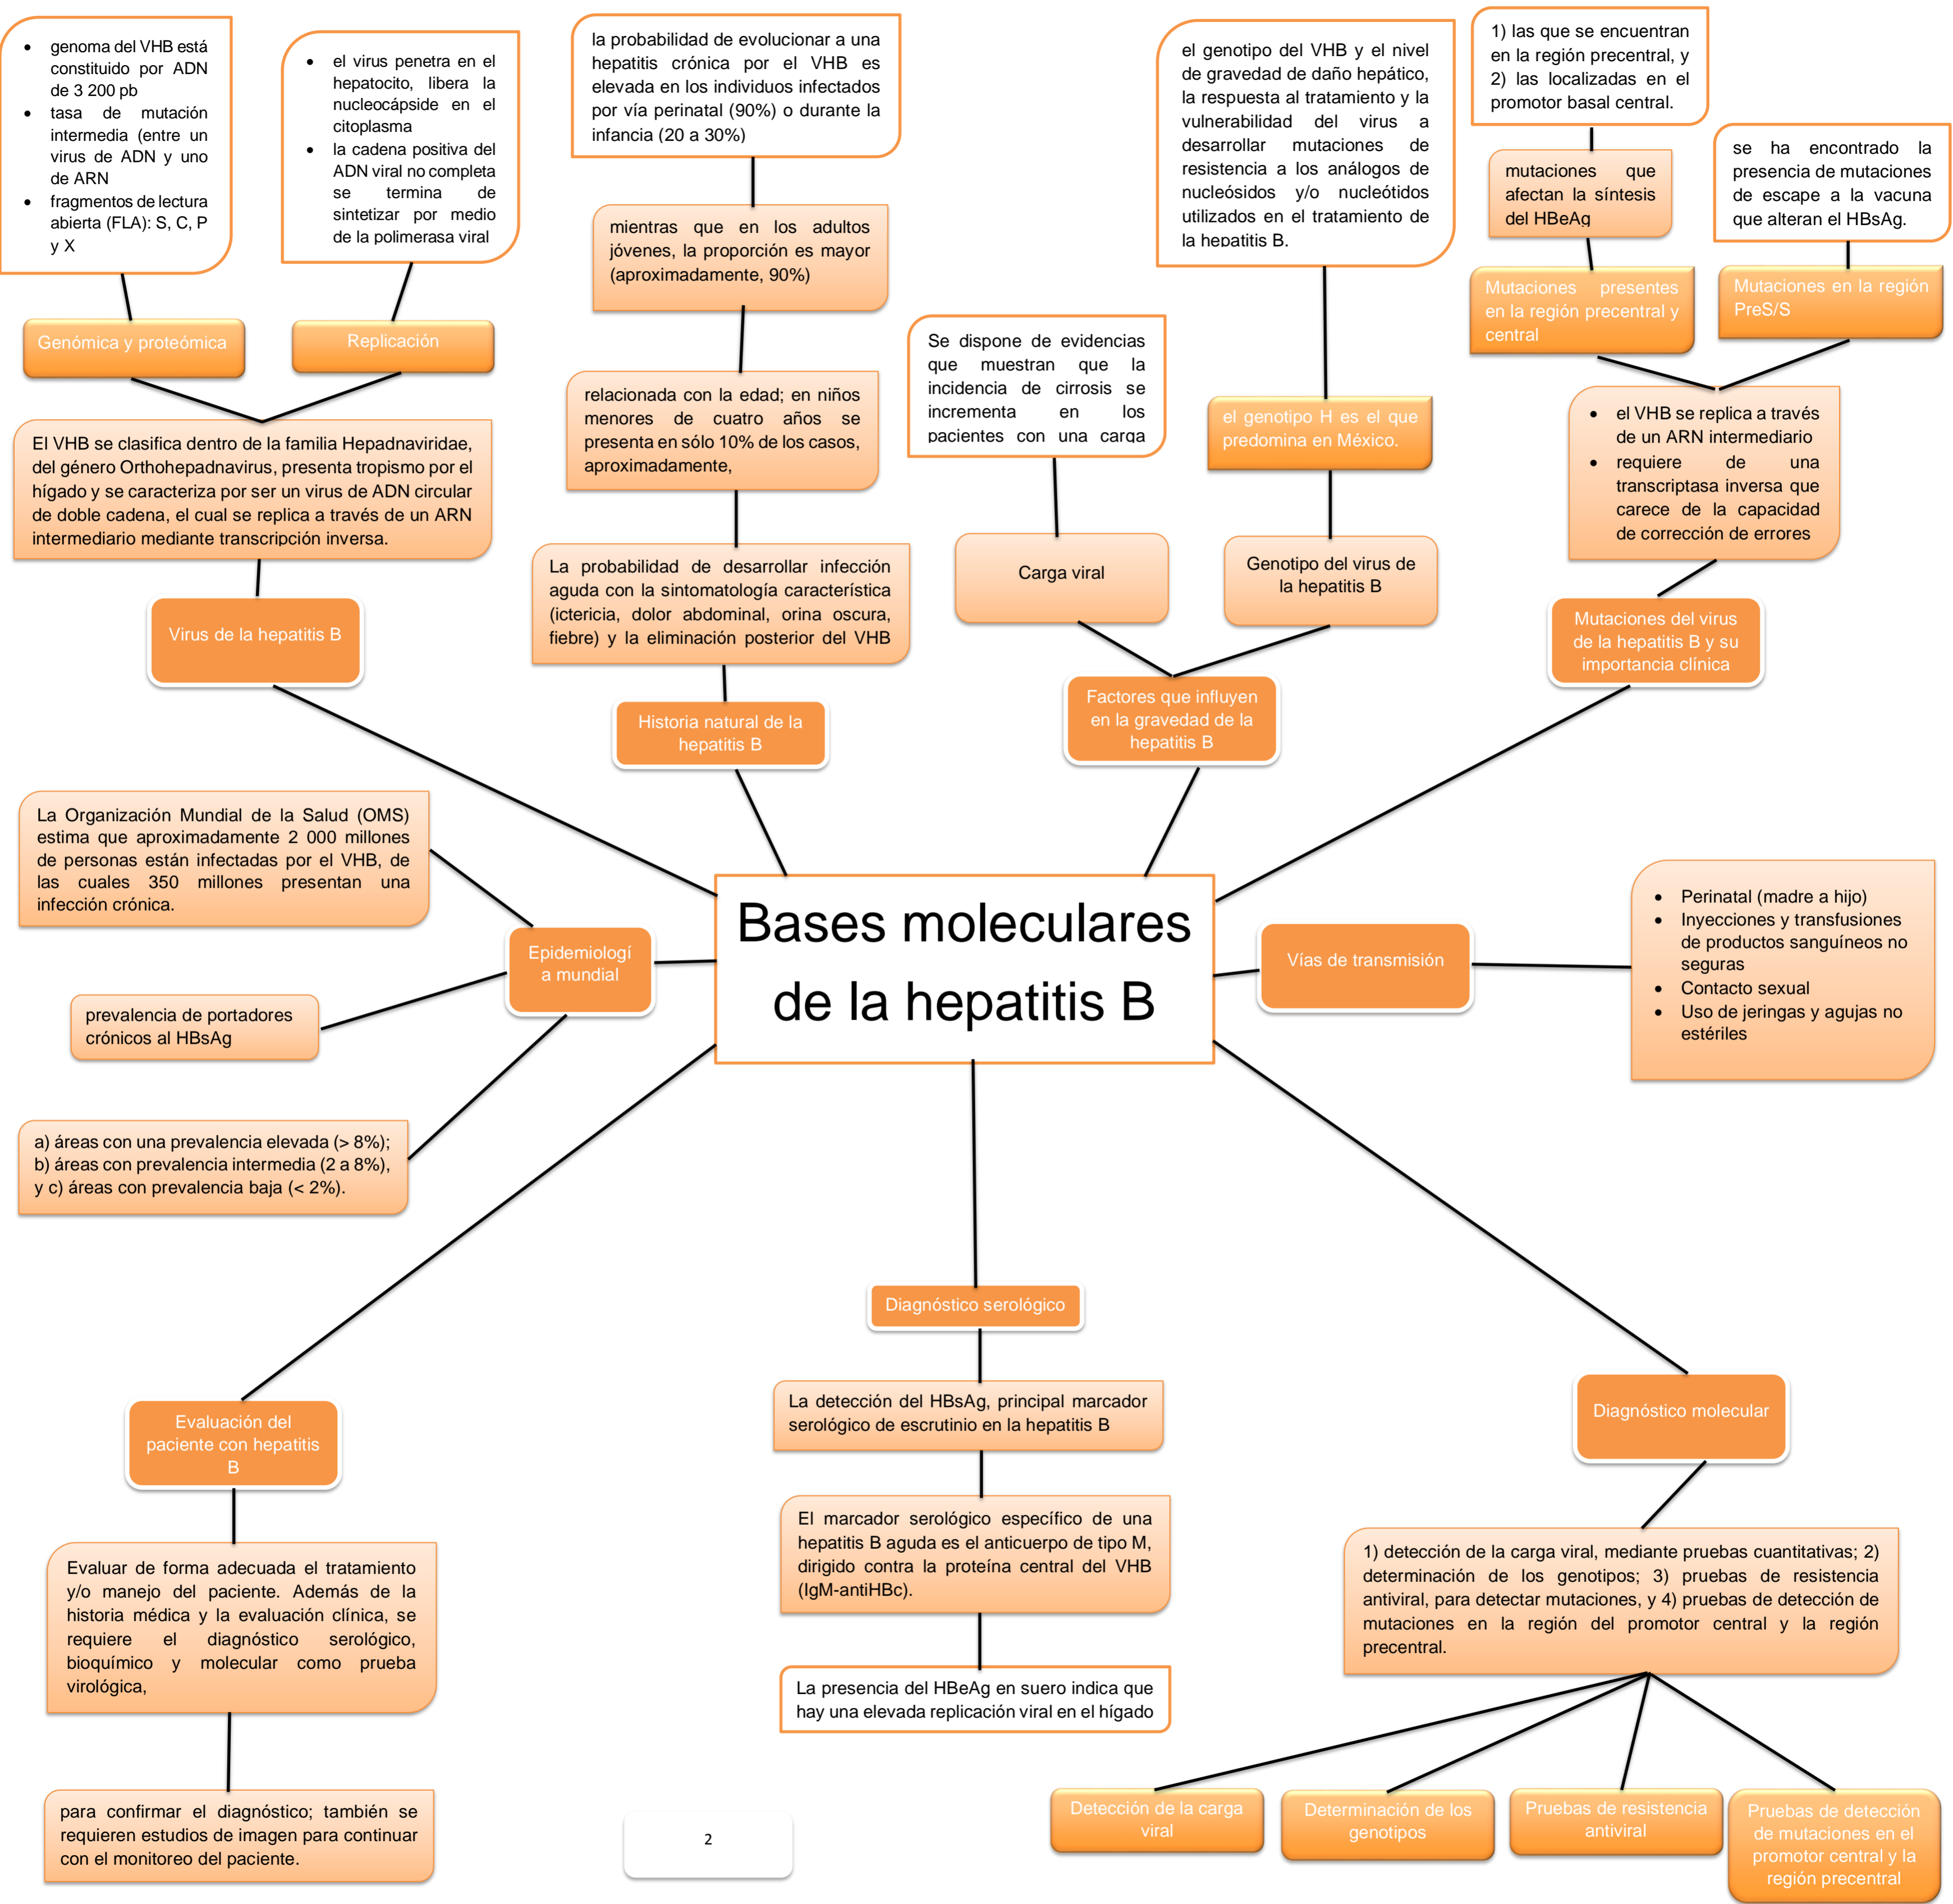 • genoma del VHB está
constituido por ADN
de 3 200 pb
• tasa de mutación
intermedia (entre un
virus de ADN y uno
de ARN
• fragmentos de lectura
abierta (FLA): S, C, P
y X
• el virus penetra en el
hepatocito, libera la
nucleocápside en el
citoplasma
• la cadena positiva del
ADN viral no completa
se termina de
sintetizar por medio
de la polimerasa viral
la probabilidad de evolucionar a una
hepatitis crónica por el VHB es
elevada en los individuos infectados
por vía perinatal (90%) o durante la
infancia (20 a 30%)
el genotipo del VHB y el nivel
de gravedad de daño hepático,
la respuesta al tratamiento y la
vulnerabilidad del virus a
desarrollar mutaciones de
resistencia a los análogos de
nucleósidos y/o nucleótidos
utilizados en el tratamiento de
la hepatitis B.
1) las que se encuentran
en la región precentral, y
2) las localizadas en el
promotor basal central.
se ha encontrado la
presencia de mutaciones
de escape a la vacuna
que alteran el HBsAg.
mutaciones que
afectan la síntesis
del HBeAg
mientras que en los adultos
jóvenes, la proporción es mayor
(aproximadamente, 90%)
Mutaciones presentes
en la región precentral y
central
Mutaciones en la región
PreS/S
Genómica y proteómica
Replicación
Se dispone de evidencias
que muestran que la
incidencia de cirrosis se
incrementa en los
pacientes con una carga
relacionada con la edad; en niños
menores de cuatro años se
presenta en sólo 10% de los casos,
aproximadamente,
el genotipo H es el que
predomina en México.
• el VHB se replica a través
de un ARN intermediario
• requiere de una
transcriptasa inversa que
carece de la capacidad
de corrección de errores
El VHB se clasifica dentro de la familia Hepadnaviridae,
del género Orthohepadnavirus, presenta tropismo por el
hígado y se caracteriza por ser un virus de ADN circular
de doble cadena, el cual se replica a través de un ARN
intermediario mediante transcripción inversa.
La probabilidad de desarrollar infección
aguda con la sintomatología característica
(ictericia, dolor abdominal, orina oscura,
fiebre) y la eliminación posterior del VHB
Carga viral
Genotipo del virus de
la hepatitis B
Virus de la hepatitis B
Mutaciones del virus
de la hepatitis B y su
importancia clínica
Historia natural de la
hepatitis B
Factores que influyen
en la gravedad de la
hepatitis B
La Organización Mundial de la Salud (OMS)
estima que aproximadamente 2 000 millones
de personas están infectadas por el VHB, de
las cuales 350 millones presentan una
infección crónica.
Epidemiologí
a mundial
Bases moleculares
de la hepatitis B
Vías de transmisión
• Perinatal (madre a hijo)
• Inyecciones y transfusiones
de productos sanguíneos no
seguras
• Contacto sexual
• Uso de jeringas y agujas no
estériles
prevalencia de portadores
crónicos al HBsAg
a) áreas con una prevalencia elevada (> 8%);
b) áreas con prevalencia intermedia (2 a 8%),
y c) áreas con prevalencia baja (< 2%).
Diagnóstico serológico
La detección del HBsAg, principal marcador
serológico de escrutinio en la hepatitis B
Evaluación del
paciente con hepatitis
B
Diagnóstico molecular
El marcador serológico específico de una
hepatitis B aguda es el anticuerpo de tipo M,
dirigido contra la proteína central del VHB
(IgM-antiHBc).
Evaluar de forma adecuada el tratamiento
y/o manejo del paciente. Además de la
historia médica y la evaluación clínica, se
requiere el diagnóstico serológico,
bioquímico y molecular como prueba
virológica,
1) detección de la carga viral, mediante pruebas cuantitativas; 2)
determinación de los genotipos; 3) pruebas de resistencia
antiviral, para detectar mutaciones, y 4) pruebas de detección de
mutaciones en la región del promotor central y la región
precentral.
La presencia del HBeAg en suero indica que
hay una elevada replicación viral en el hígado
para confirmar el diagnóstico; también se
requieren estudios de imagen para continuar
con el monitoreo del paciente.
2
Detección de la carga
viral
Determinación de los
genotipos
Pruebas de resistencia
antiviral
Pruebas de detección
de mutaciones en el
promotor central y la
región precentral